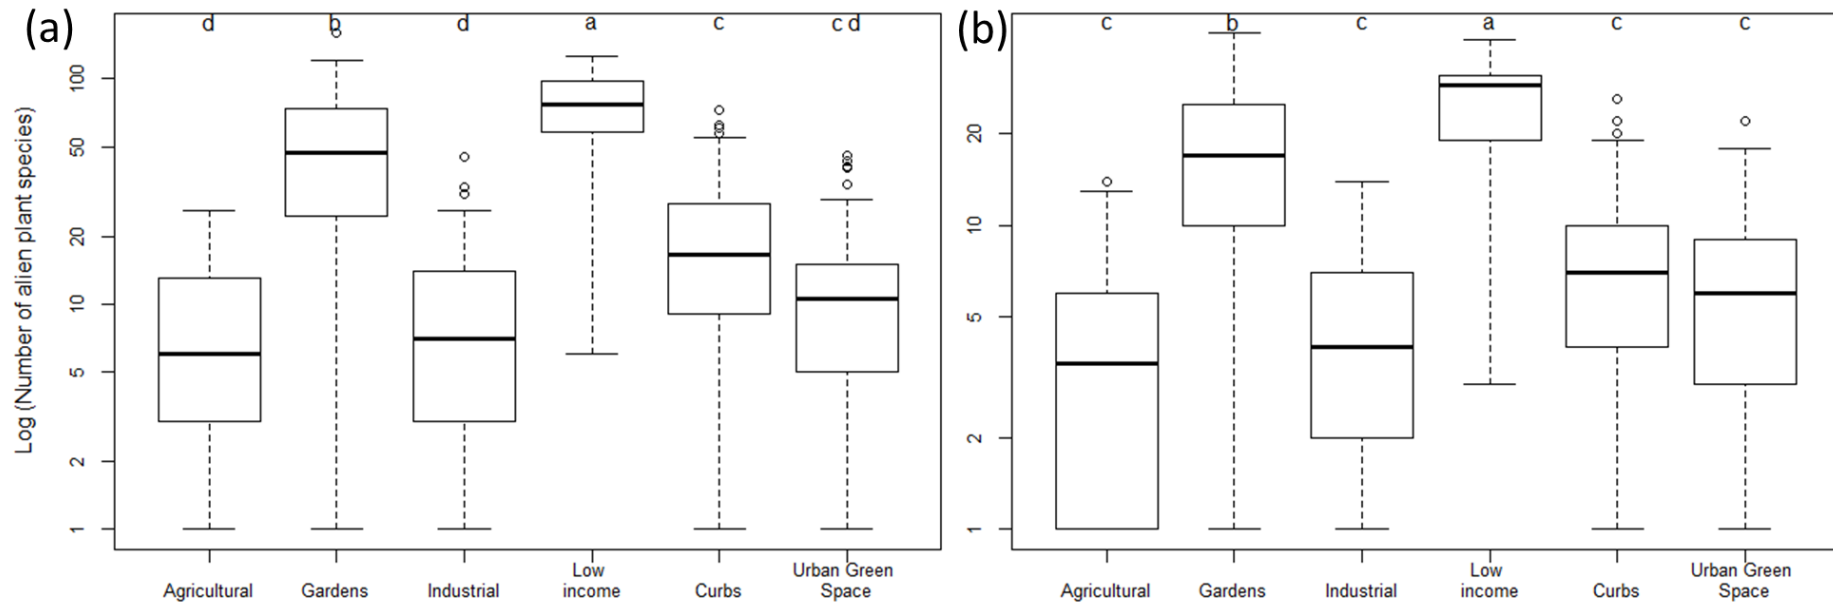 (a)
d b d a c c d
Log (Number of alien plant species)
100
50
20
10
5
2
1
Agricultural Gardens Industrial Low income Curbs Urban Green Space
(b)
c b c a c c
20
10
5
2
1
Agricultural Gardens Industrial Low income Curbs Urban Green Space